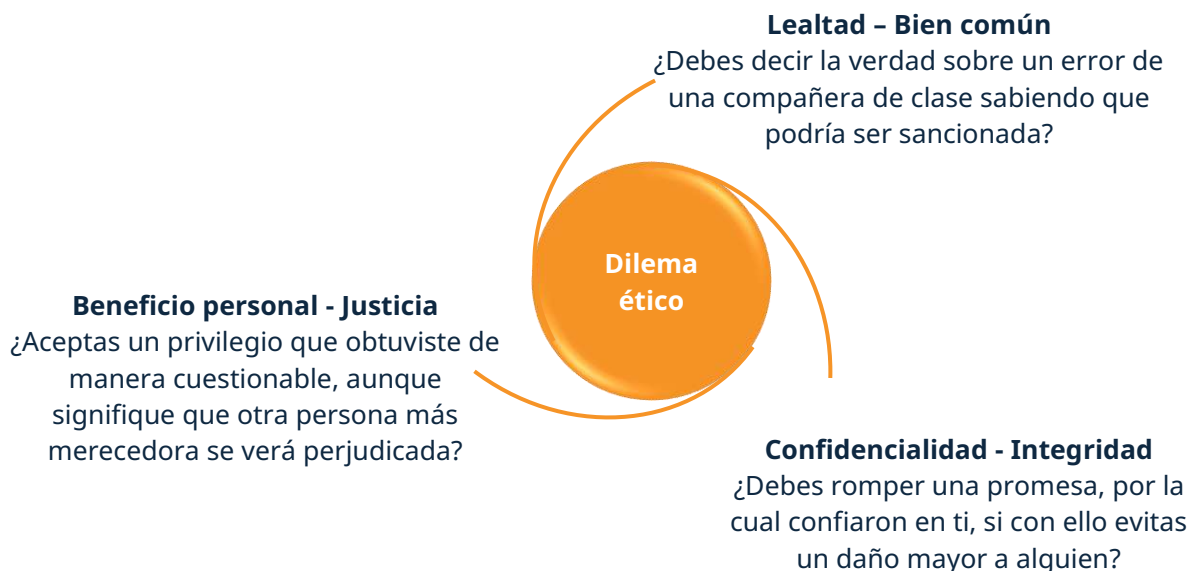 Lealtad – Bien común
¿Debes decir la verdad sobre un error de
una compañera de clase sabiendo que
podría ser sancionada?
Dilema
ético
Beneficio personal - Justicia
¿Aceptas un privilegio que obtuviste de
manera cuestionable, aunque
signifique que otra persona más
merecedora se verá perjudicada?
Confidencialidad - Integridad
¿Debes romper una promesa, por la
cual confiaron en ti, si con ello evitas
un daño mayor a alguien?